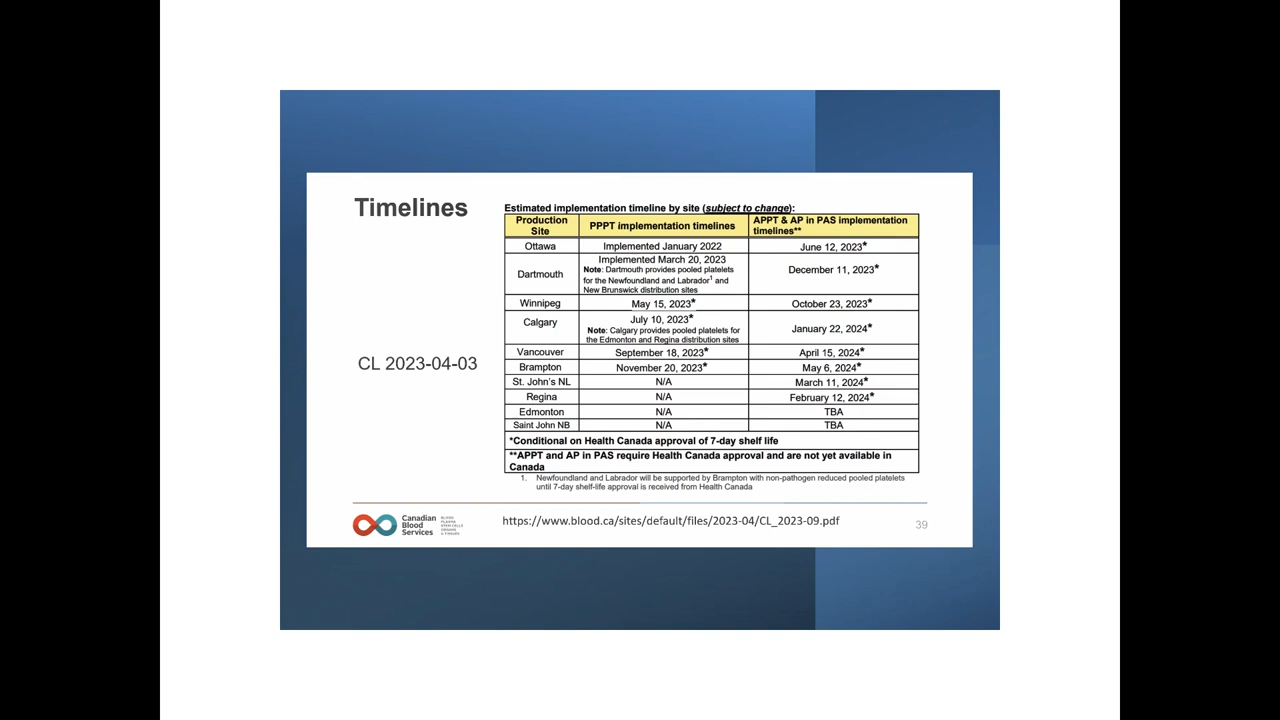 Timelines
CL 2023-04-03
Estimated implementation timeline by site (subject to change):
Production Site
PPPT implementation timelines
APPT & AP in PAS implementation timelines**
Ottawa
Implemented January 2022
June 12, 2023*
Dartmouth
Implemented March 20, 2023
Note: Dartmouth provides pooled platelets
for the Newfoundland and Labrador1 and
New Brunswick distribution sites
December 11, 2023*
Winnipeg
May 15, 2023*
October 23, 2023*
Calgary
July 10, 2023*
Note: Calgary provides pooled platelets for
the Edmonton and Regina distribution sites
January 22, 2024*
Vancouver
September 18, 2023*
April 15, 2024*
Brampton
November 20, 2023*
May 6, 2024*
St. John's NL
N/A
March 11, 2024*
Regina
N/A
February 12, 2024*
Edmonton
N/A
TBA
Saint John NB
N/A
TBA
*Conditional on Health Canada approval of 7-day shelf life
**APPT and AP in PAS require Health Canada approval and are not yet available in
Canada
1. Newfoundland and Labrador will be supported by Brampton with non-pathogen reduced pooled platelets
until 7-day shelf-life approval is received from Health Canada
Canadian
Blood
Services
BLOOD
PLASMA
STEM CELLS
ORGANS
& TISSUES
https://www.blood.ca/sites/default/files/2023-04/CL_2023-09.pdf
39